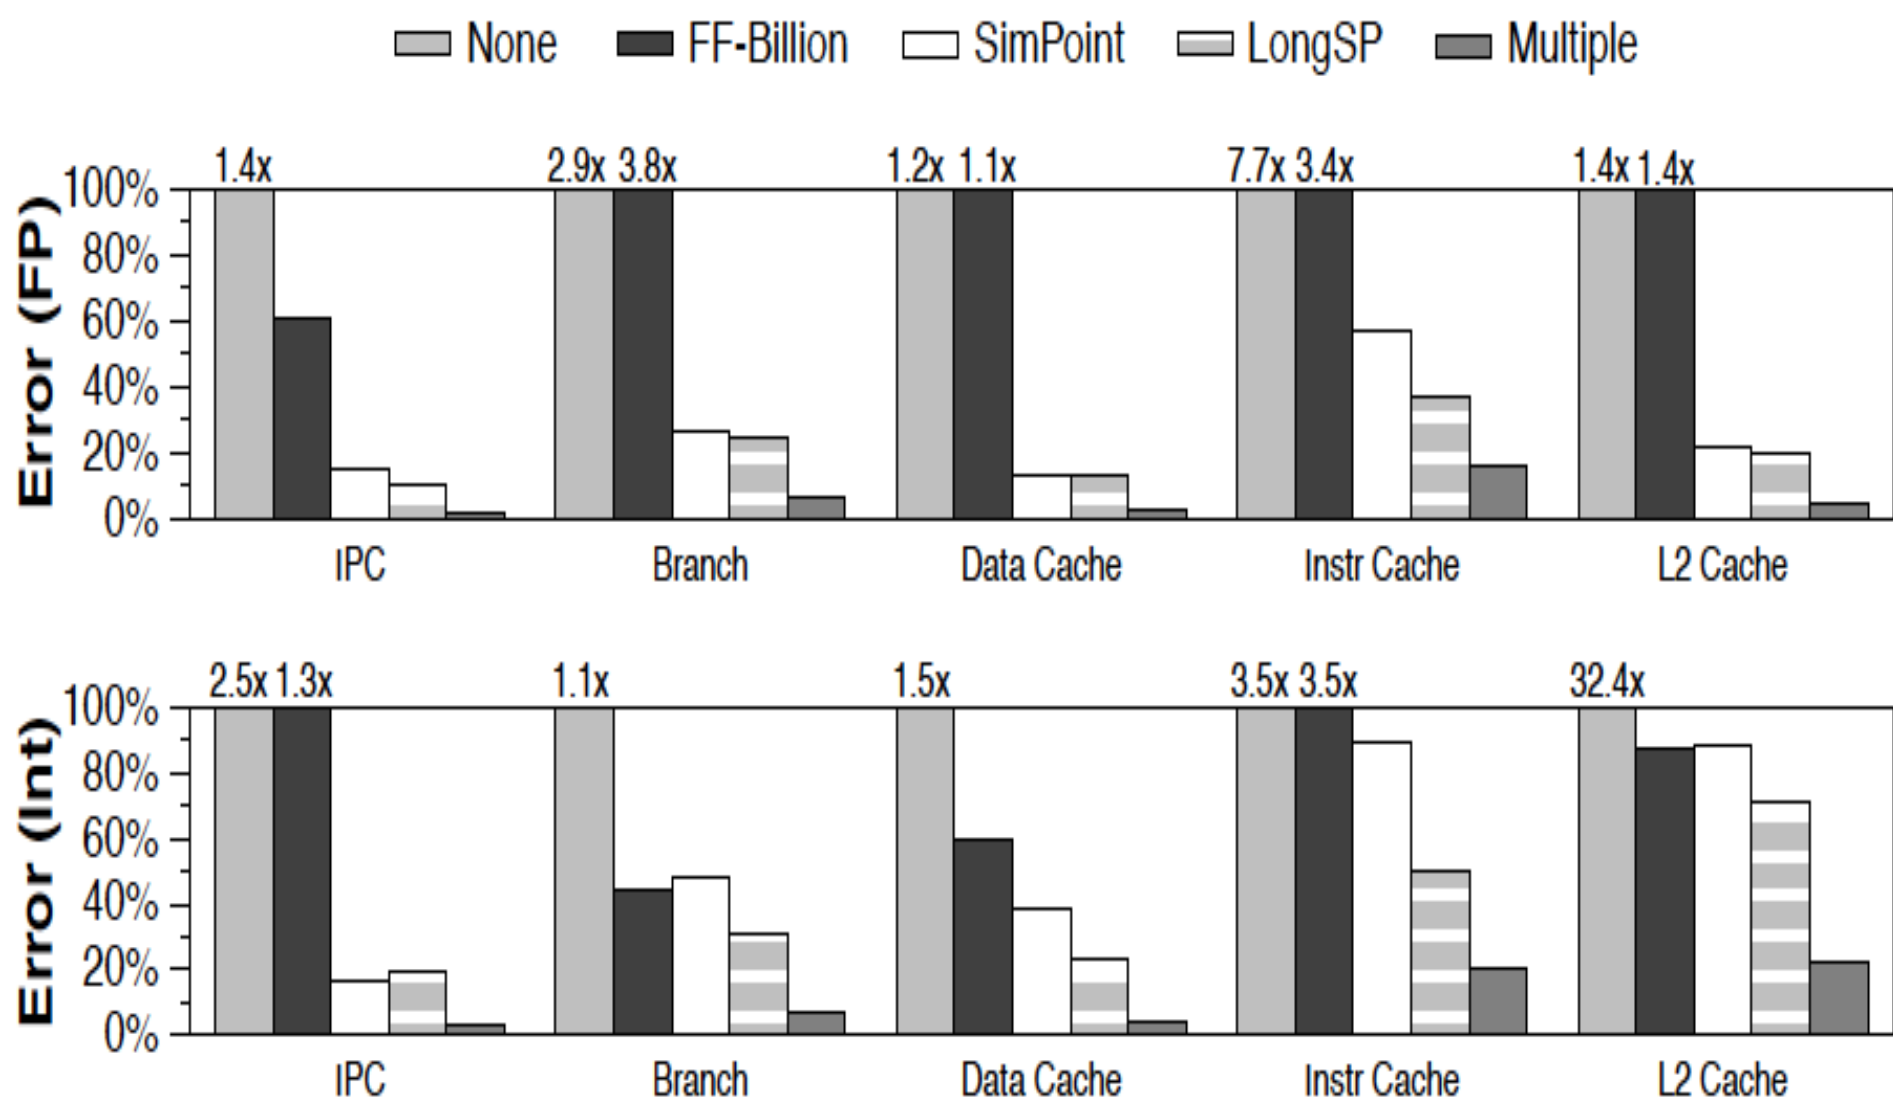 None FF-Billion SimPoint LongSP Multiple
1.4x 2.9x 3.8x 1.2x 1.1x 7.7x 3.4x 1.4x 1.4x
Error (FP)
100%
80%
60%
40%
20%
0%
IPC Branch Data Cache Instr Cache L2 Cache
2.5x 1.3x 1.1x 1.5x 3.5x 3.5x 32.4x
Error (Int)
100%
80%
60%
40%
20%
0%
IPC Branch Data Cache Instr Cache L2 Cache